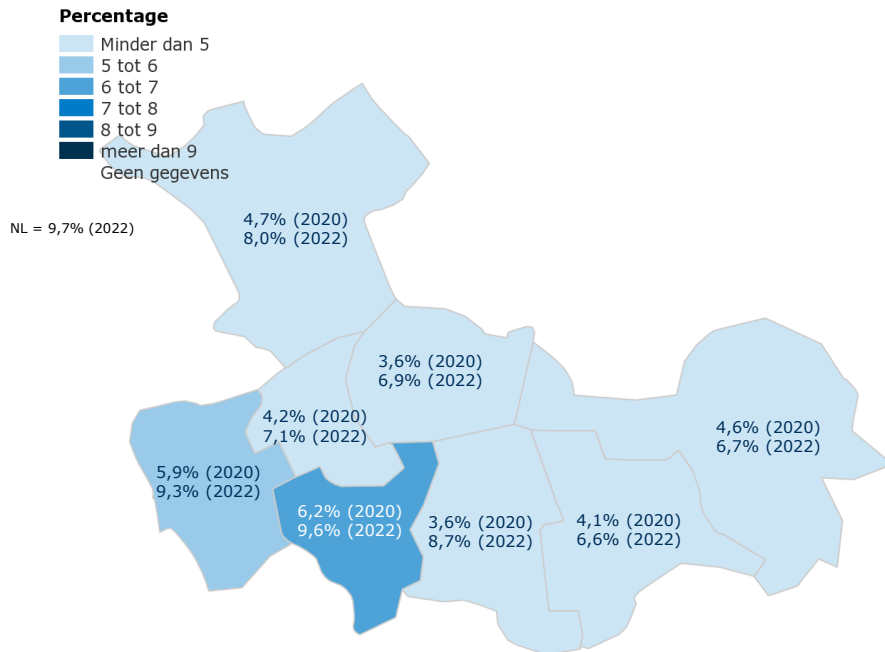 Percentage
Minder dan 5
5 tot 6
6 tot 7
7 tot 8
8 tot 9
meer dan 9
Geen gegevens
NL = 9,7% (2022)
4,7% (2020)
8,0% (2022)
3,6% (2020)
6,9% (2022)
4,2% (2020)
7,1% (2022)
4,6% (2020)
6,7% (2022)
5,9% (2020)
9,3% (2022)
6,2% (2020)
9,6% (2022)
3,6% (2020)
8,7% (2022)
4,1% (2020)
6,6% (2022)